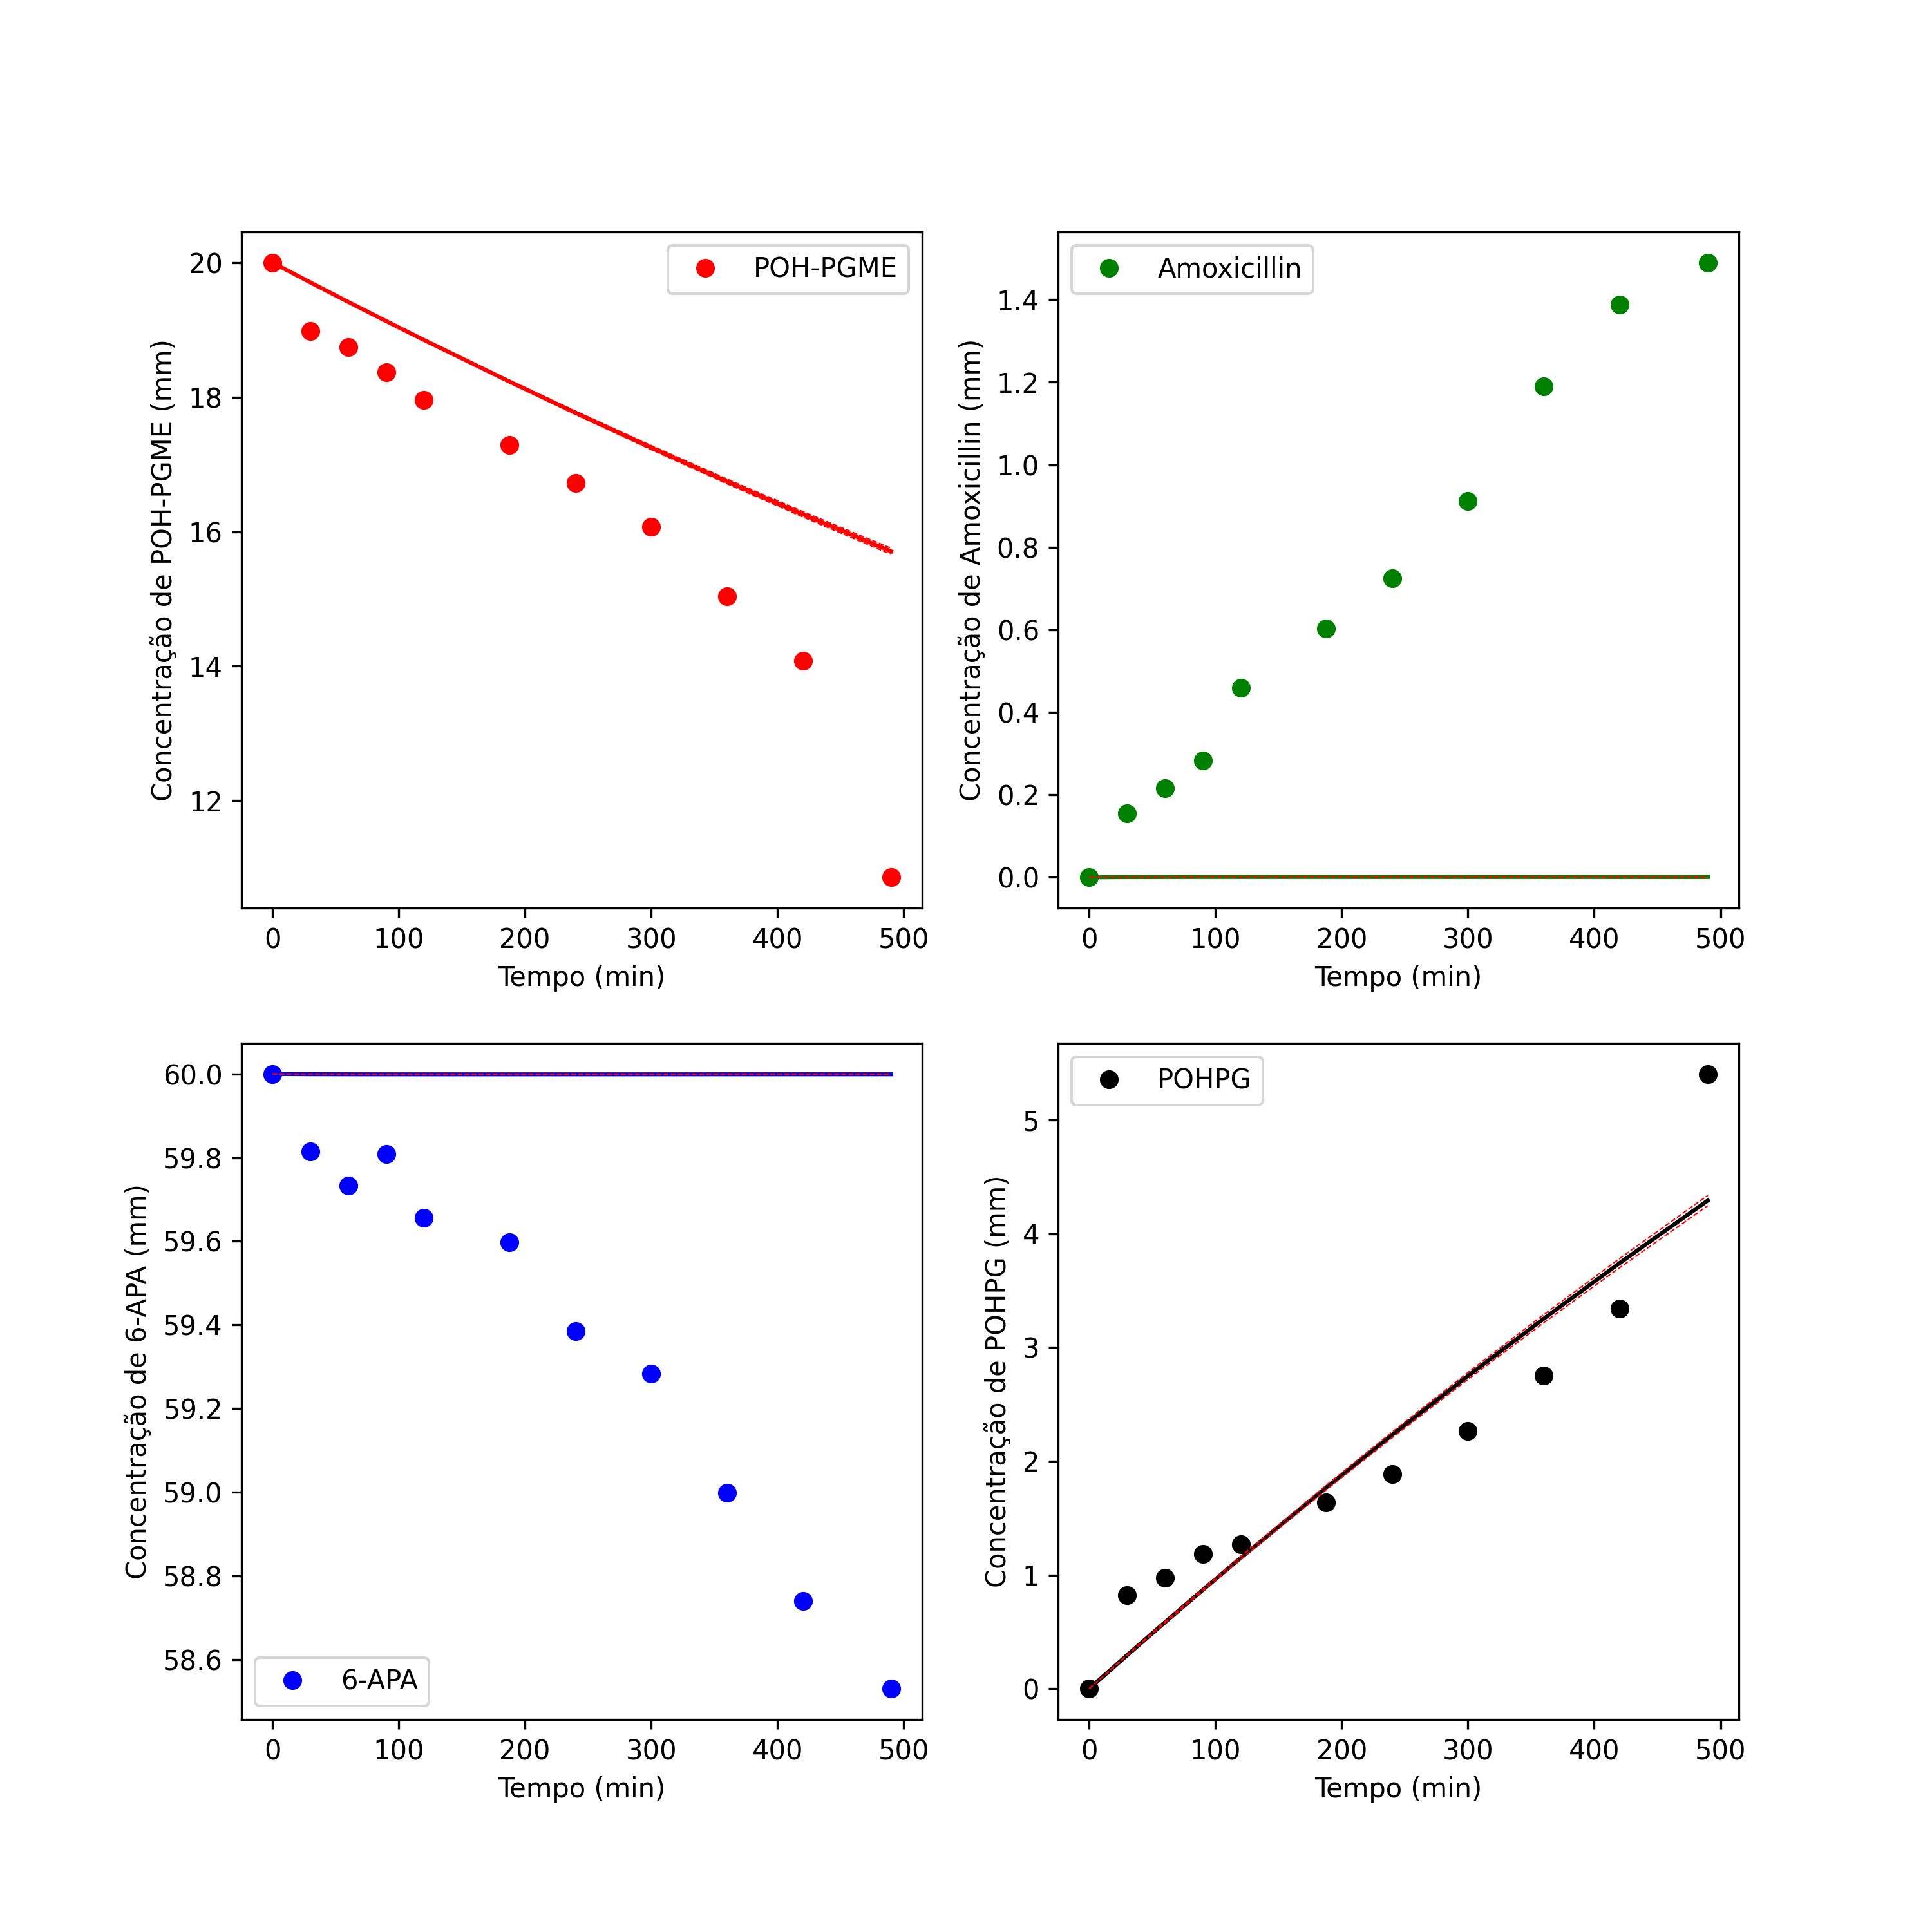 POH-PGME
Concentração de POH-PGME (mm)
20
18
16
14
12
0 100 200 300 400 500
Tempo (min)
Amoxicillin
Concentração de Amoxicillin (mm)
1.4
1.2
1.0
0.8
0.6
0.4
0.2
0.0
0 100 200 300 400 500
Tempo (min)
Concentração de 6-APA (mm)
60.0
59.8
59.6
59.4
59.2
59.0
58.8
58.6
6-APA
0 100 200 300 400 500
Tempo (min)
POHPG
Concentração de POHPG (mm)
5
4
3
2
1
0
0 100 200 300 400 500
Tempo (min)